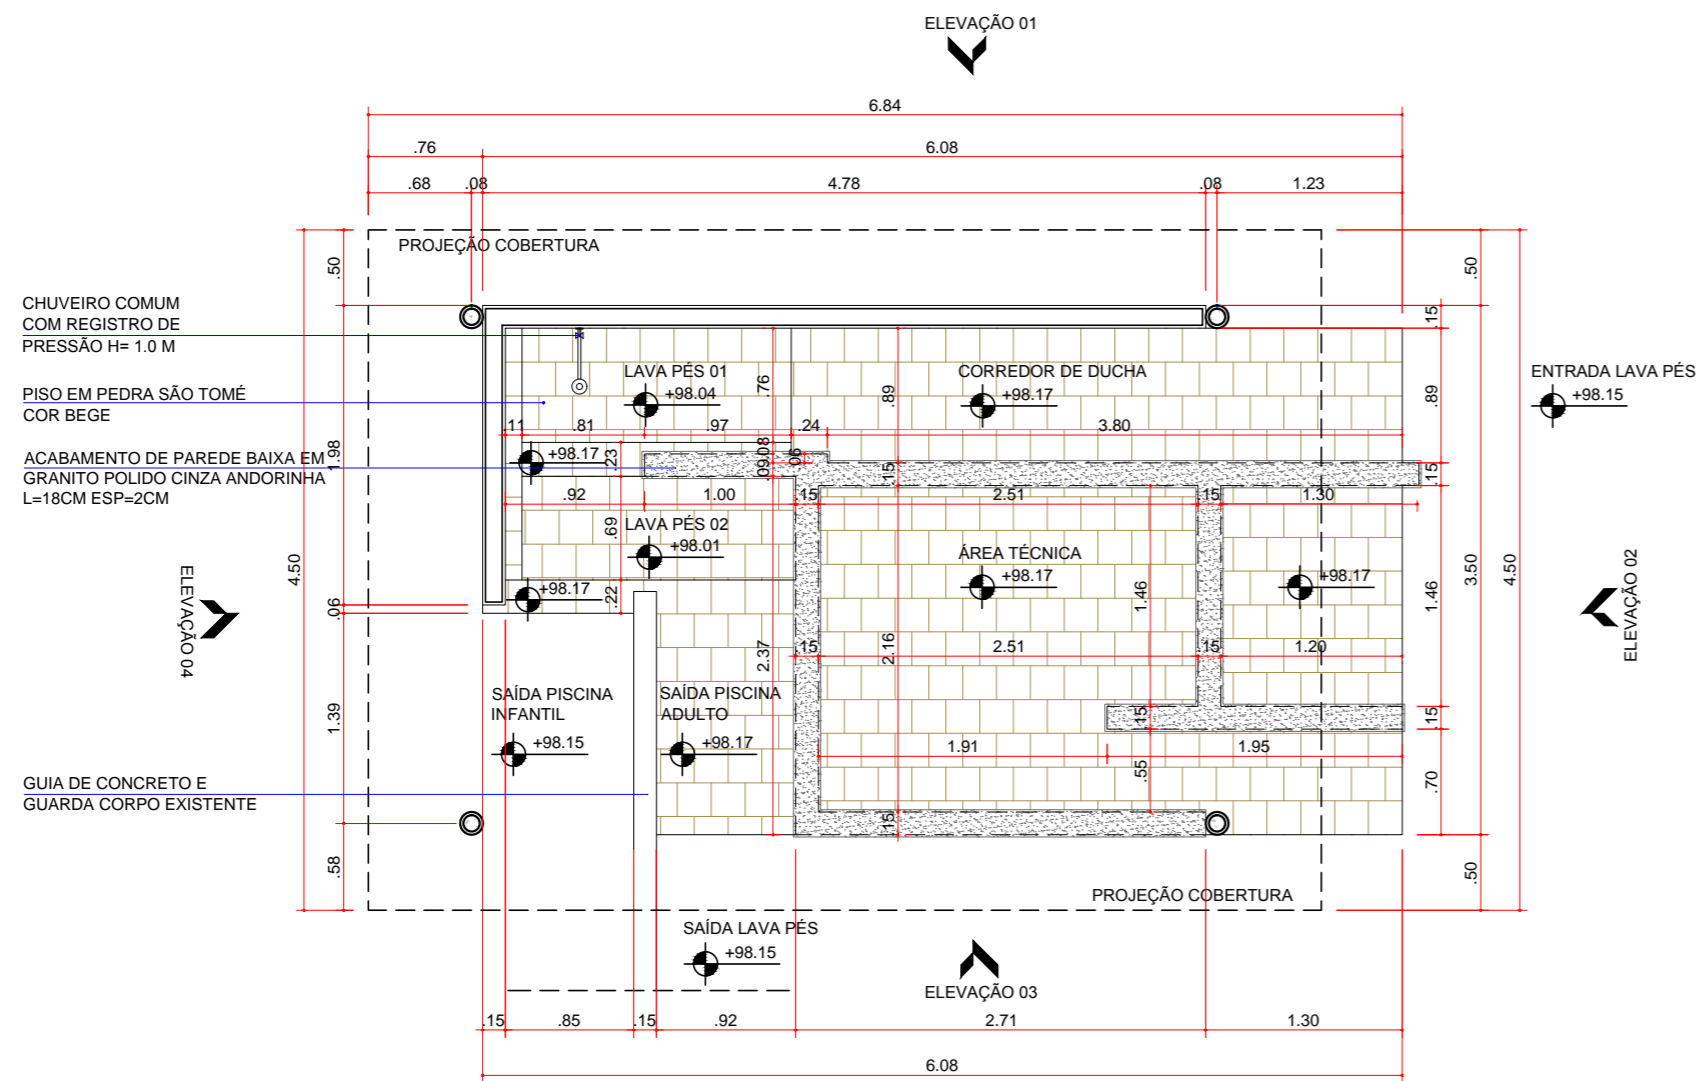 ELEVAÇÃO 01
6.84
.76
6.08
.68
.08
4.78
.08
1.23
PROJEÇÃO COBERTURA
.50
.50
CHUVEIRO COMUM
COM REGISTRO DE
PRESSÃO H= 1.0 M
.15
LAVA PÉS 01
+98.04
.76
.89
CORREDOR DE DUCHA
+98.17
.89
ENTRADA LAVA PÉS
+98.15
PISO EM PEDRA SÃO TOMÉ
COR BEGE
.11
.81
.97
.24
3.80
1.98
ACABAMENTO DE PAREDE BAIXA EM
GRANITO POLIDO CINZA ANDORINHA
L=18CM ESP=2CM
+98.17
.23
.08
.09
.06
.15
.15
.92
1.00
.15
2.51
.15
1.30
LAVA PÉS 02
+98.01
.69
ÁREA TÉCNICA
+98.17
+98.17
4.50
3.50
4.50
1.46
1.46
+98.17
.22
.06
ELEVAÇÃO 04
ELEVAÇÃO 02
2.37
2.16
.15
2.51
.15
1.20
SAÍDA PISCINA
INFANTIL
+98.15
SAÍDA PISCINA
ADULTO
+98.17
1.39
.15
.15
1.91
1.95
.55
.70
GUIA DE CONCRETO E
GUARDA CORPO EXISTENTE
.15
.58
.50
PROJEÇÃO COBERTURA
SAÍDA LAVA PÉS
+98.15
ELEVAÇÃO 03
.15
.85
.15
.92
2.71
1.30
6.08